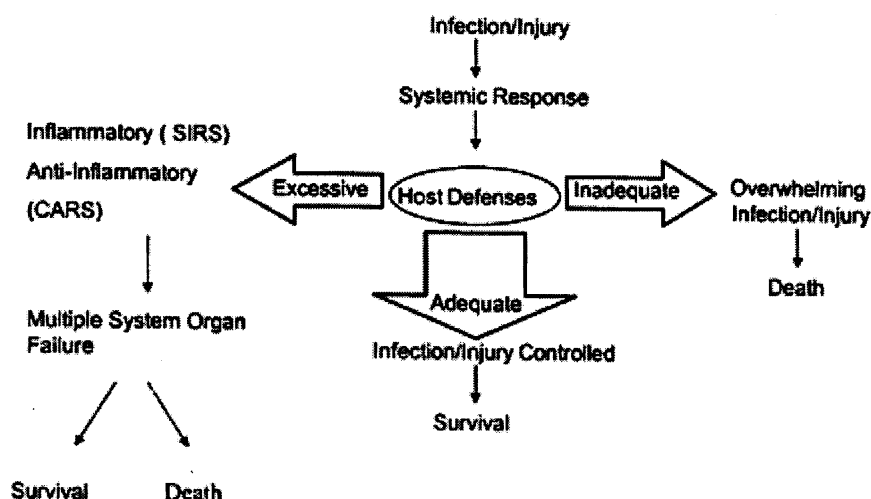 Infection/Injury
Systemic Response
Inflammatory ( SIRS)
Anti-Inflammatory
(CARS)
Excessive
Host Defenses
Inadequate
Overwhelming
Infection/Injury
Death
Adequate
Multiple System Organ
Failure
Infection/Injury Controlled
Survival
Survival
Death